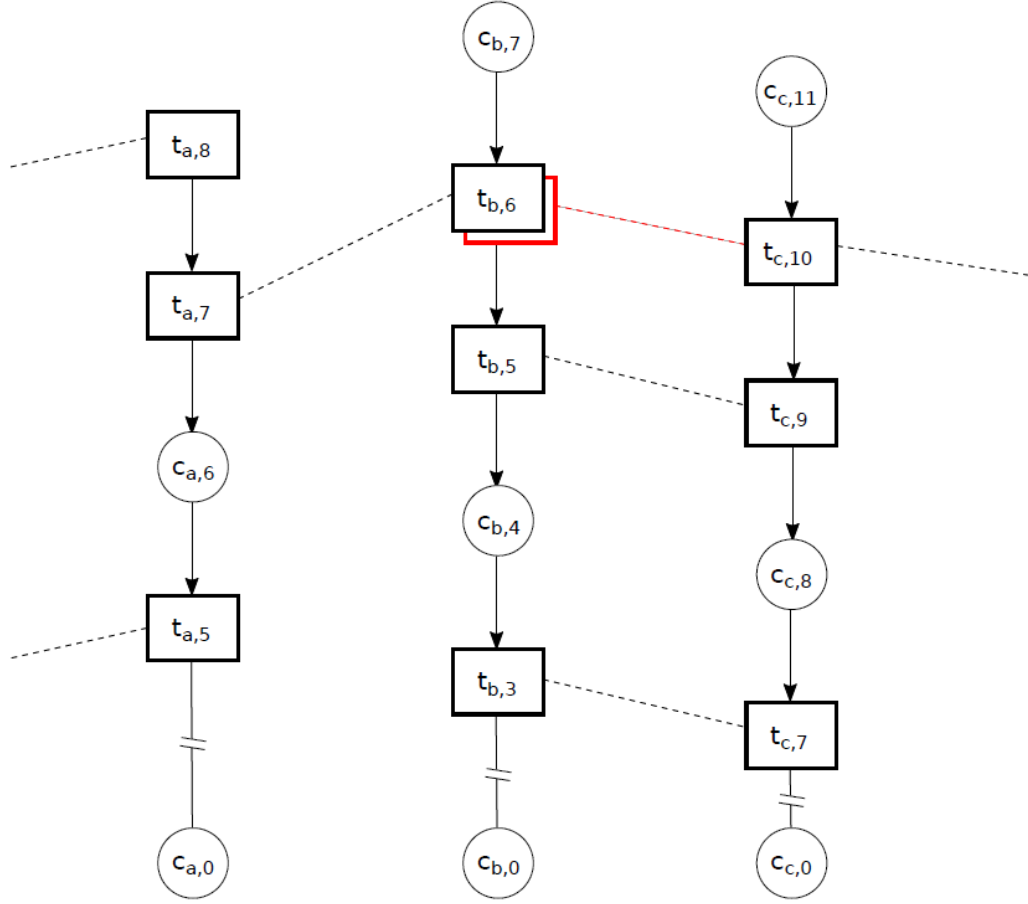 c_b,7
c_c,11
t_a,8
t_b,6
t_c,10
t_a,7
t_b,5
t_c,9
c_a,6
c_b,4
c_c,8
t_a,5
t_b,3
t_c,7
c_a,0
c_b,0
c_c,0